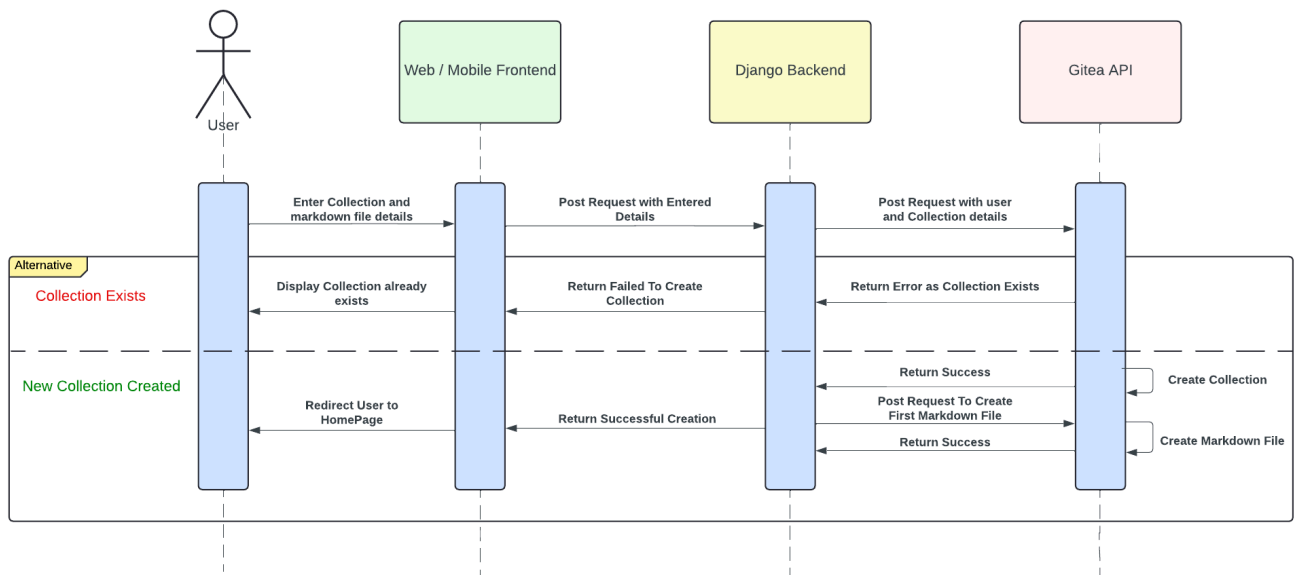 User
Web / Mobile Frontend
Django Backend
Gitea API
Enter Collection and
markdown file details
Post Request with Entered
Details
Post Request with user
and Collection details
Alternative
Collection Exists
Display Collection already
exists
Return Failed To Create
Collection
Return Error as Collection Exists
New Collection Created
Return Success
Create Collection
Redirect User to
HomePage
Return Successful Creation
Post Request To Create
First Markdown File
Return Success
Create Markdown File